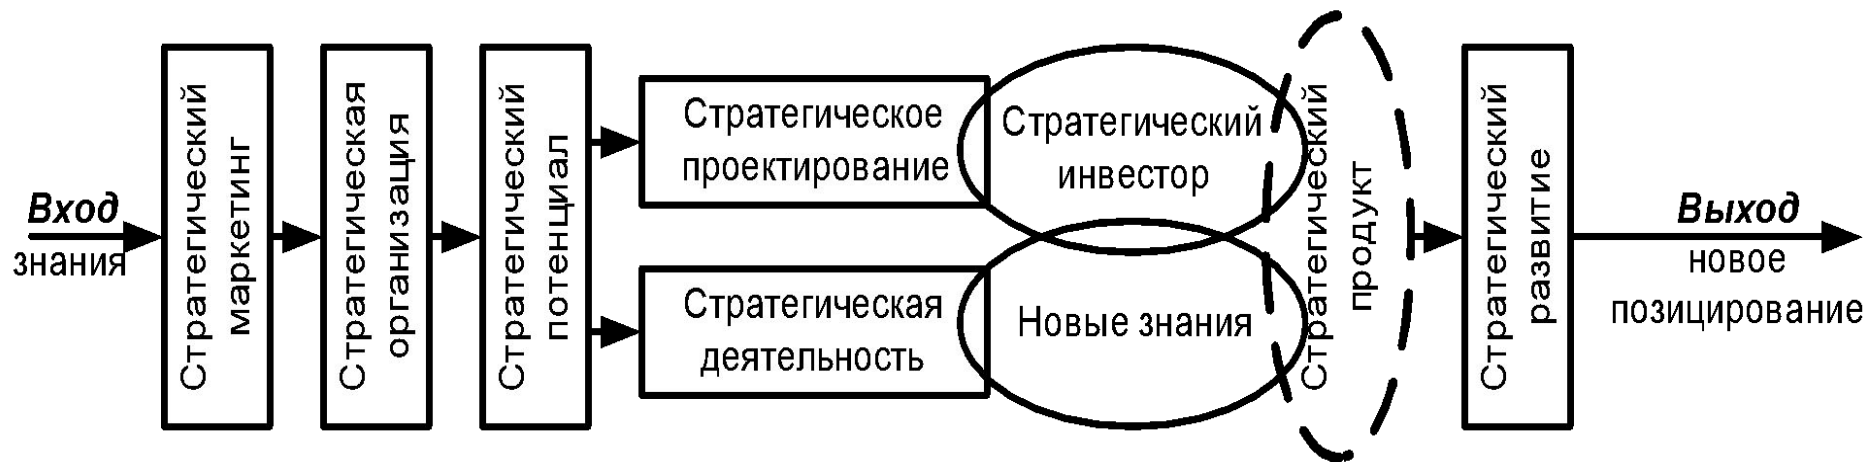 Вход
знания
Стратегический
маркетинг
Стратегическая
организация
Стратегический
потенциал
Стратегическое
проектирование
Стратегическая
деятельность
Стратегический
инвестор
Новые знания
Стратегический
продукт
Стратегический
развитие
Выход
новое
позицирование